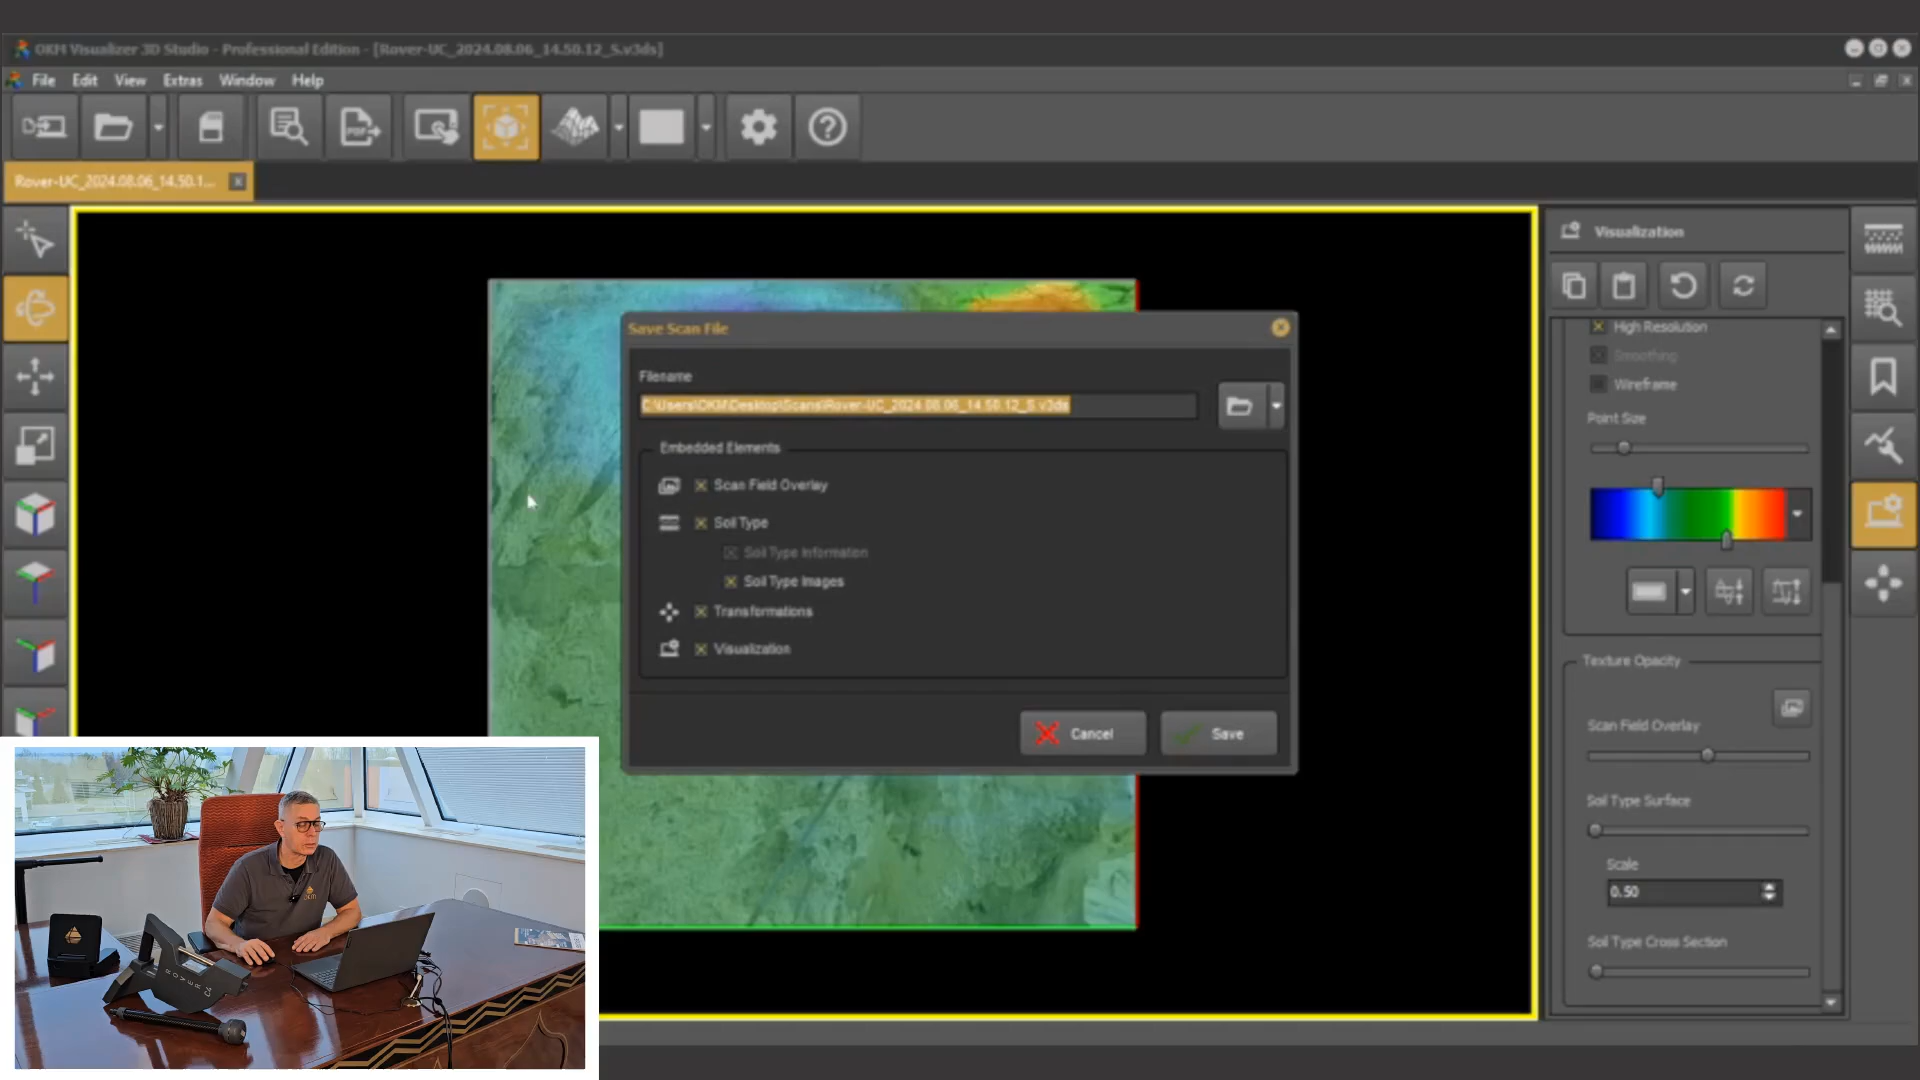 OKM Visualizer 3D Studio - Professional Edition - [Rover-UC_2024.08.06_14.50.12_S.v3ds]
File Edit View Extras Window Help
PDF
Rover-UC_2024.08.06_14.50.1...
Visualization
High Resolution
Smoothing
Wireframe
Point Size
Save Scan File
Filename
C:\Users\OKM\Desktop\Scans\Rover-UC_2024.08.06_14.50.12_S.v3ds
Embedded Elements
Scan Field Overlay
Soil Type
Soil Type Information
Soil Type Images
Transformations
Visualization
Cancel
Save
Texture Opacity
Scan Field Overlay
Soil Type Surface
Scale
0.50
Soil Type Cross Section
ROVER